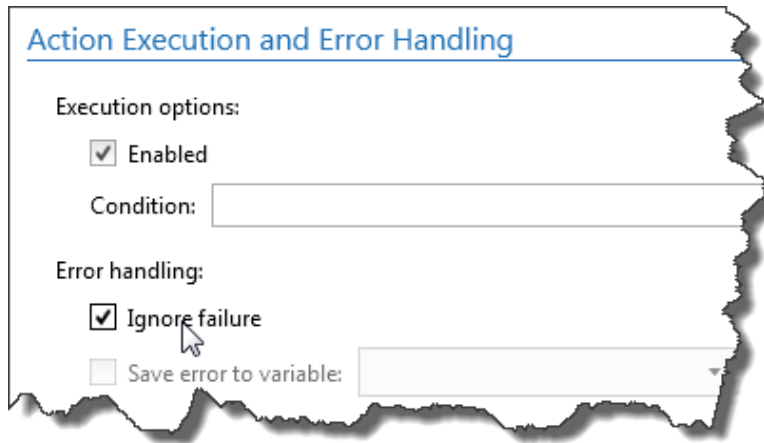 Action Execution and Error Handling
Execution options:
Enabled
Condition:
Error handling:
Ignore failure
Save error to variable: